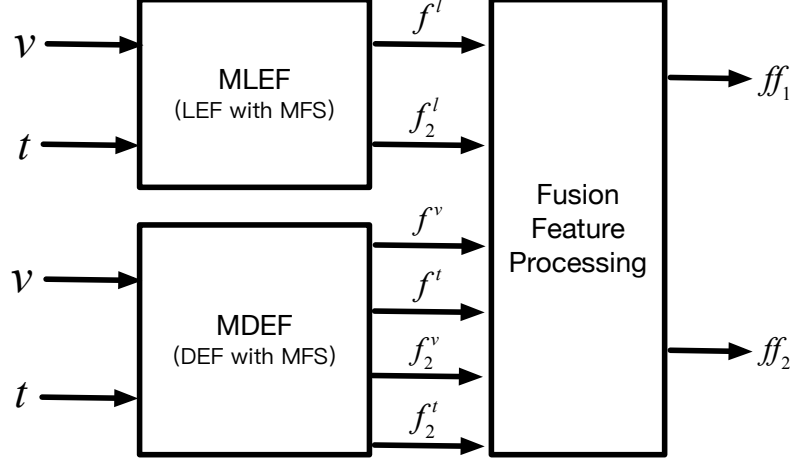 v
t
MLEF
(LEF with MFS)
f^l
f_2^l
v
t
MDEF
(DEF with MFS)
f^v
f^t
f_2^v
f_2^t
Fusion
Feature
Processing
ff_1
ff_2